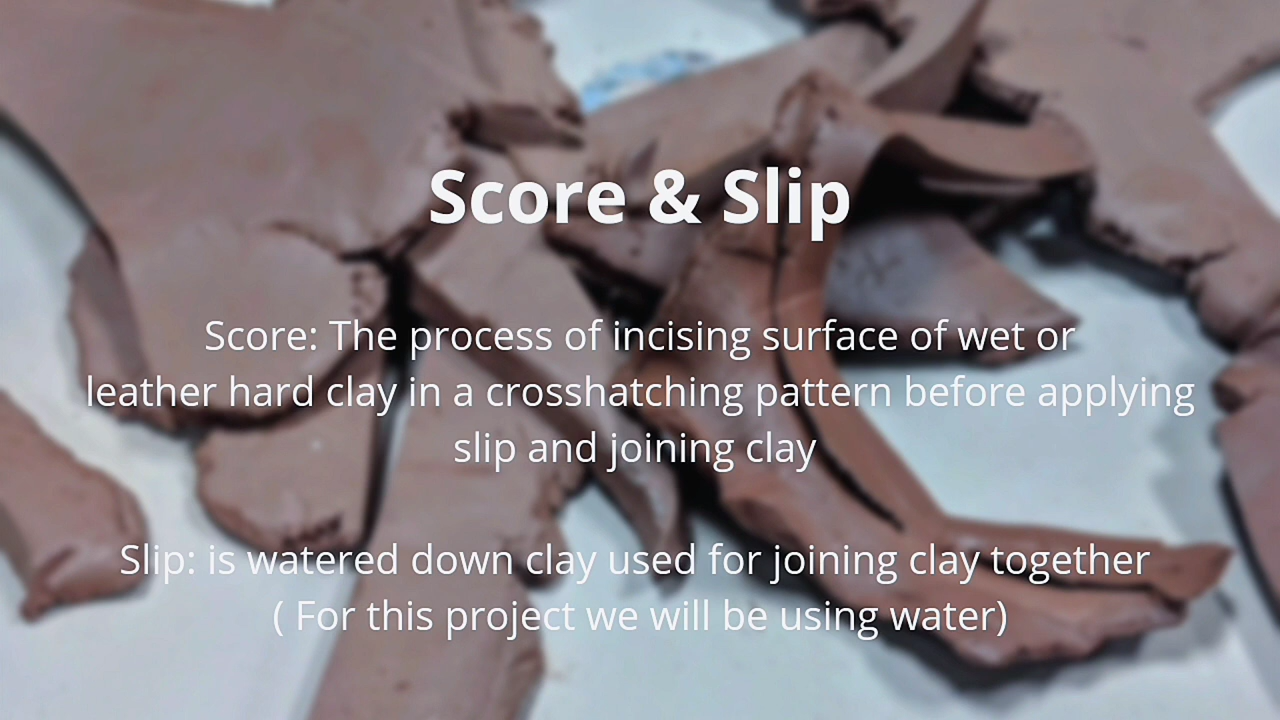 Score & Slip
Score: The process of incising surface of wet or
leather hard clay in a crosshatching pattern before applying
slip and joining clay
Slip: is watered down clay used for joining clay together
( For this project we will be using water)